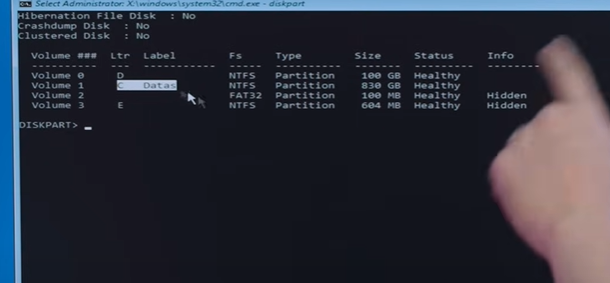 Select Administrator: X:\windows\system32\cmd.exe - diskpart
Hibernation File Disk : No
Crashdump Disk : No
Clustered Disk : No
Volume ### Ltr Label Fs Type Size Status Info
---------- --- ----------- ----- ---------- ------- --------- --------
Volume 0 D NTFS Partition 100 GB Healthy
Volume 1 C Datas NTFS Partition 830 GB Healthy
Volume 2 FAT32 Partition 100 MB Healthy Hidden
Volume 3 E NTFS Partition 604 MB Healthy Hidden
DISKPART> _